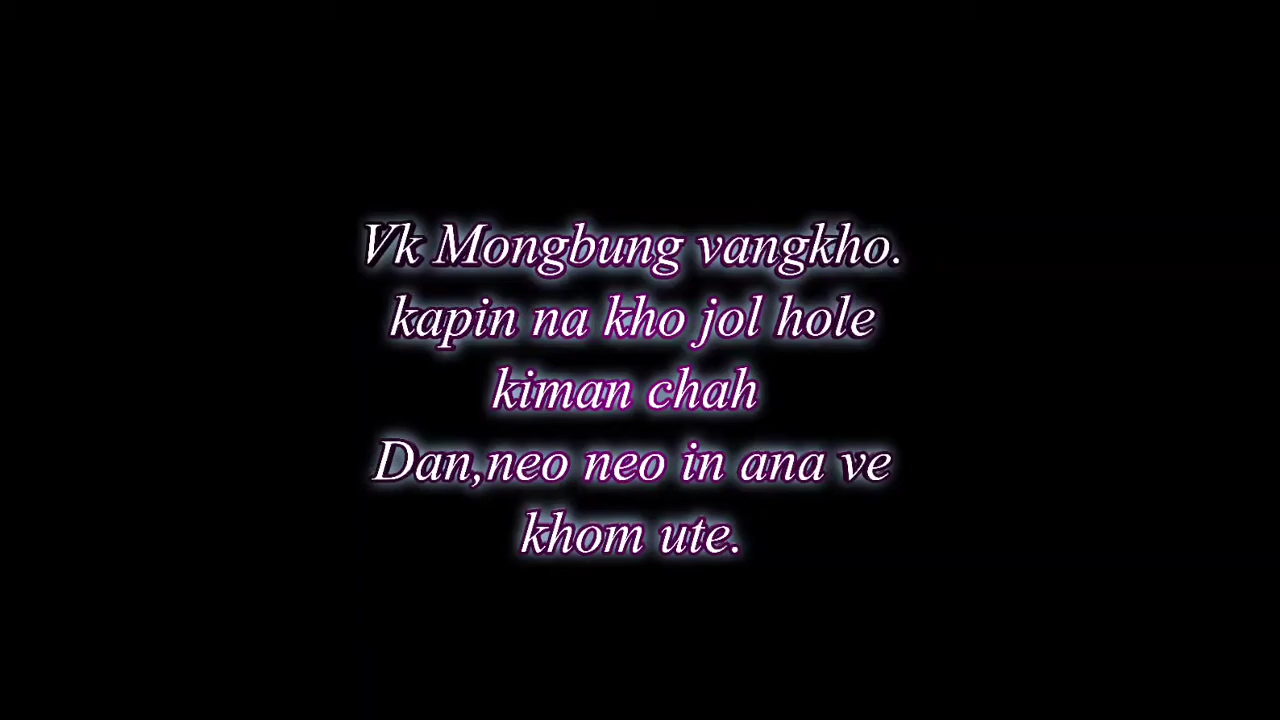 Vk Mongbung vangkho.
kapin na kho jol hole
kiman chah
Dan,neo neo in ana ve
khom ute.